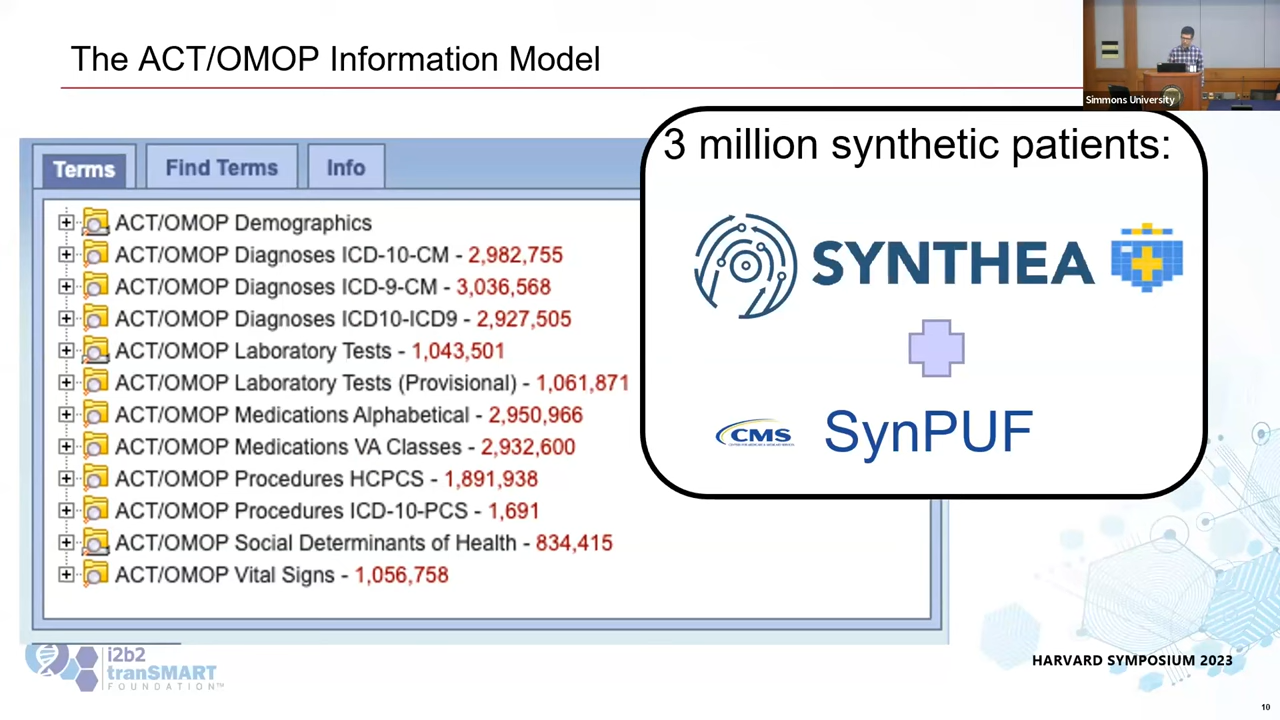 The ACT/OMOP Information Model
Simmons University
3 million synthetic patients:
SYNTHEA
CMS
SynPUF
Terms
Find Terms
Info
ACT/OMOP Demographics
ACT/OMOP Diagnoses ICD-10-CM - 2,982,755
ACT/OMOP Diagnoses ICD-9-CM - 3,036,568
ACT/OMOP Diagnoses ICD10-ICD9 - 2,927,505
ACT/OMOP Laboratory Tests - 1,043,501
ACT/OMOP Laboratory Tests (Provisional) - 1,061,871
ACT/OMOP Medications Alphabetical - 2,950,966
ACT/OMOP Medications VA Classes - 2,932,600
ACT/OMOP Procedures HCPCS - 1,891,938
ACT/OMOP Procedures ICD-10-PCS - 1,691
ACT/OMOP Social Determinants of Health - 834,415
ACT/OMOP Vital Signs - 1,056,758
i2b2
tranSMART
FOUNDATION™
HARVARD SYMPOSIUM 2023
10